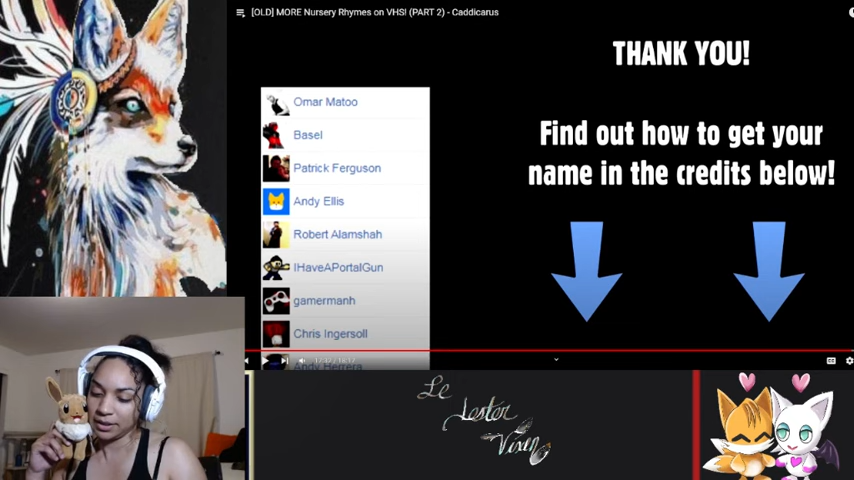 [OLD] MORE Nursery Rhymes on VHS! (PART 2) - Caddicarus
THANK YOU!
Find out how to get your
name in the credits below!
Omar Matoo
Basel
Patrick Ferguson
Andy Ellis
Robert Alamshah
IHaveAPortalGun
gamermanh
Chris Ingersoll
Andy Herrera
Le
Lester
Vixen